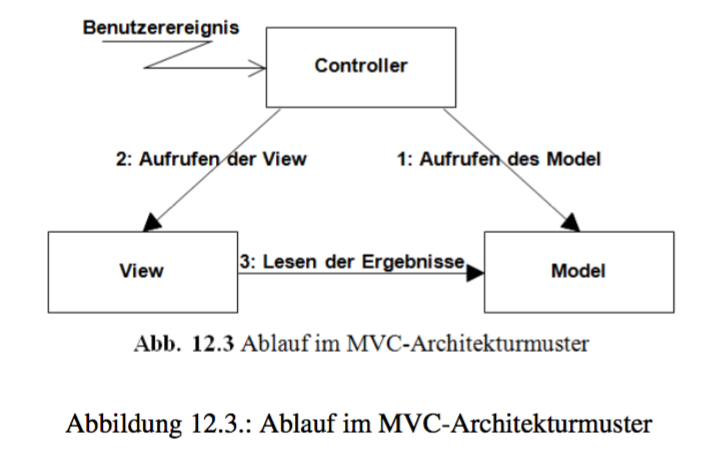 Benutzerereignis
Controller
2: Aufrufen der View
1: Aufrufen des Model
View
3: Lesen der Ergebnisse
Model
Abb. 12.3 Ablauf im MVC-Architekturmuster
Abbildung 12.3.: Ablauf im MVC-Architekturmuster